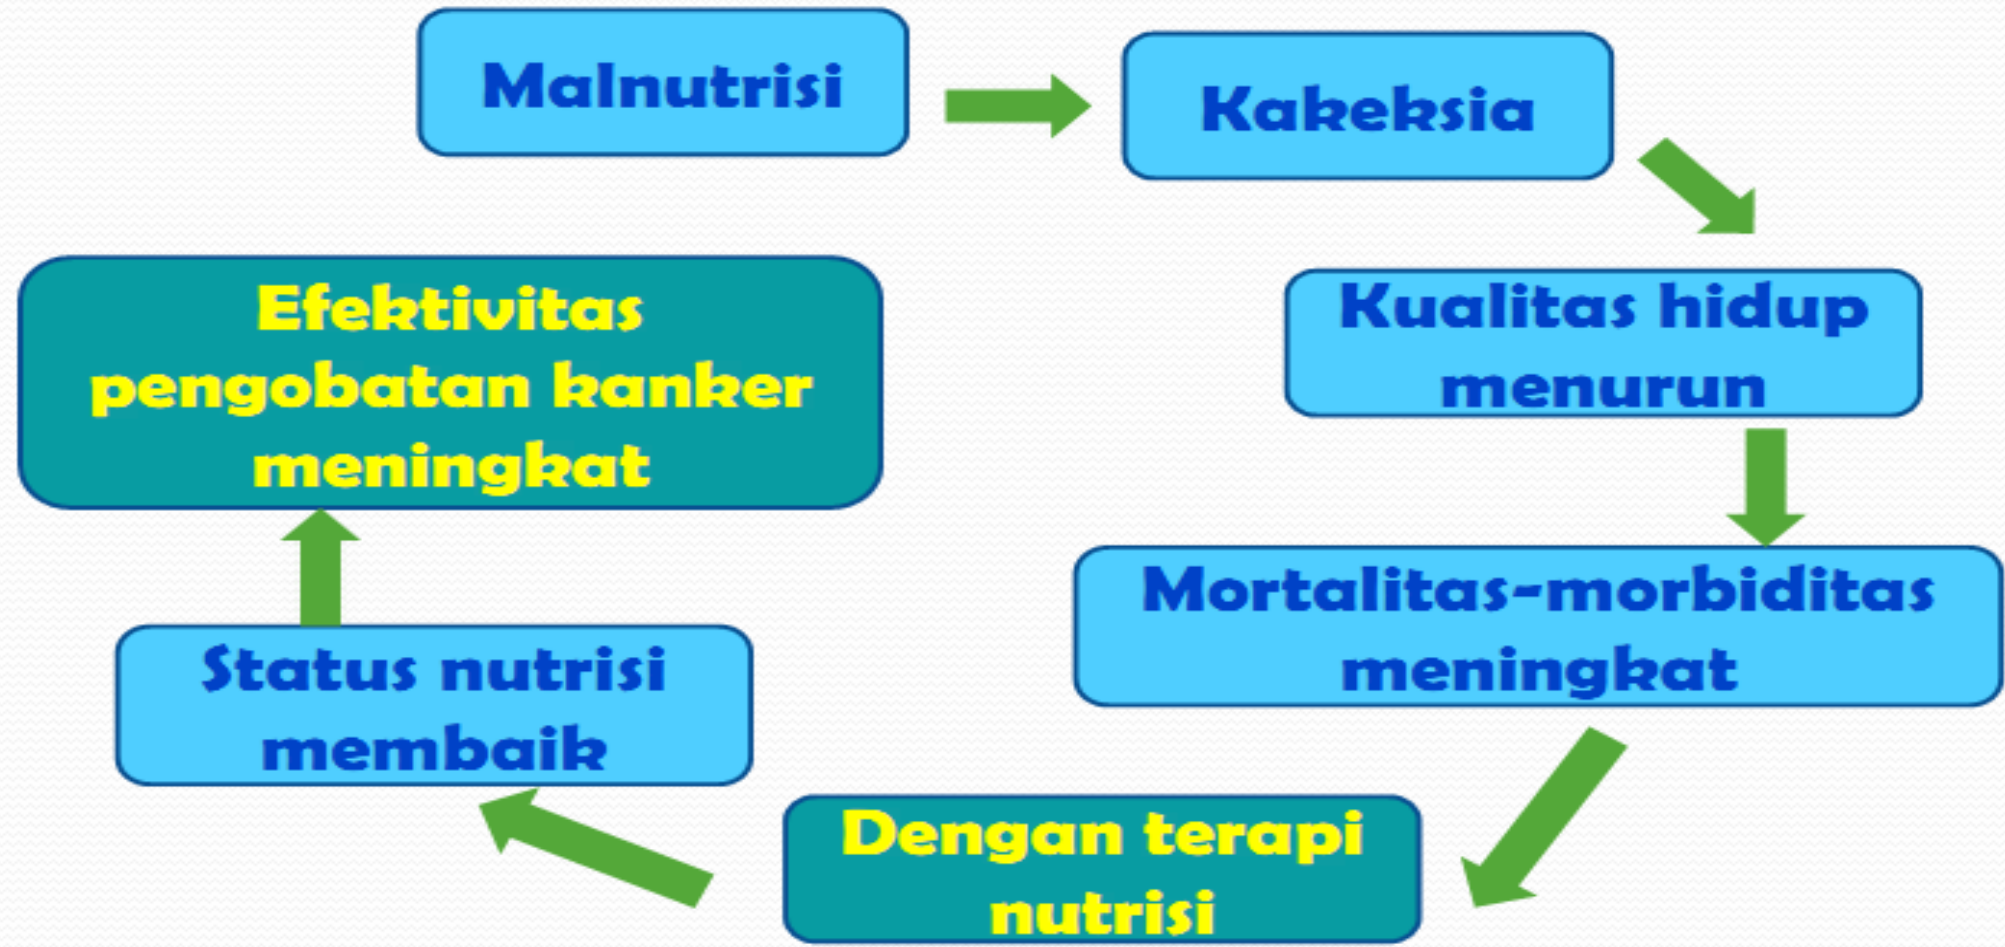 Malnutrisi
Kakeksia
Kualitas hidup
menurun
Mortalitas-morbiditas
meningkat
Dengan terapi
nutrisi
Status nutrisi
membaik
Efektivitas
pengobatan kanker
meningkat